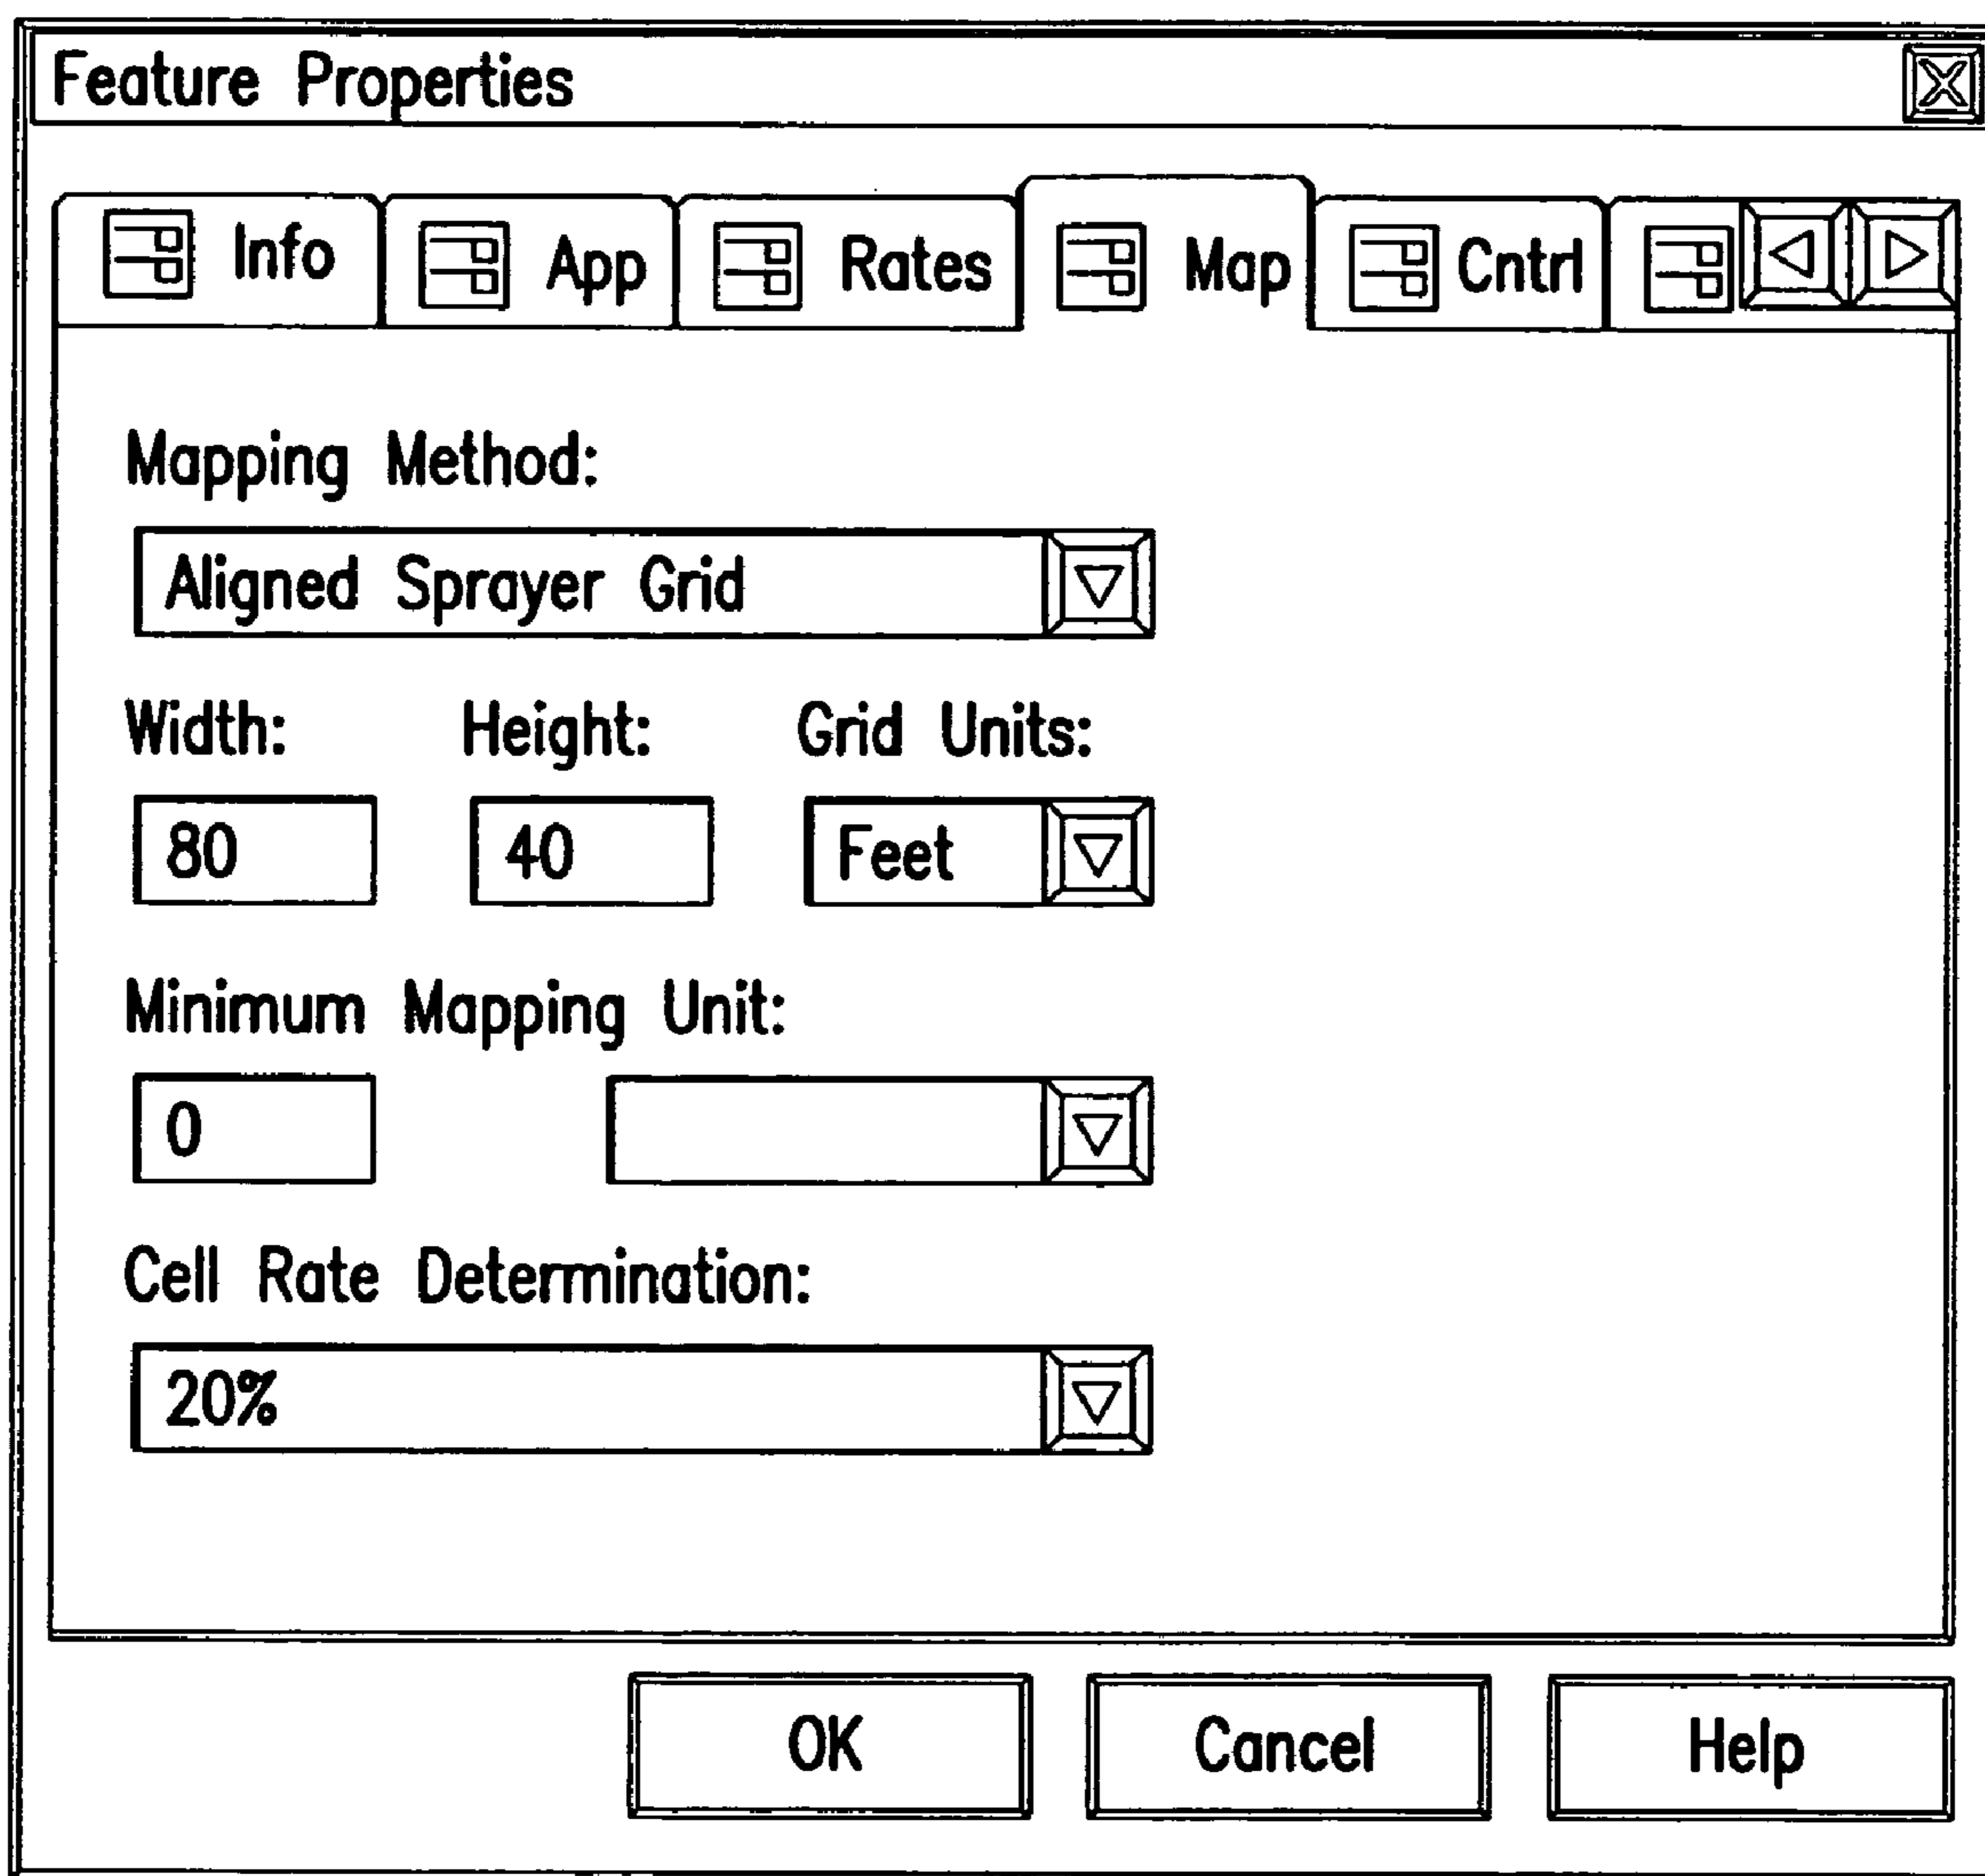 Feature Properties
Info App Rates Map Cntrl
Mapping Method:
Aligned Sprayer Grid
Width: Height: Grid Units:
80 40 Feet
Minimum Mapping Unit:
0
Cell Rate Determination:
20%
OK Cancel Help